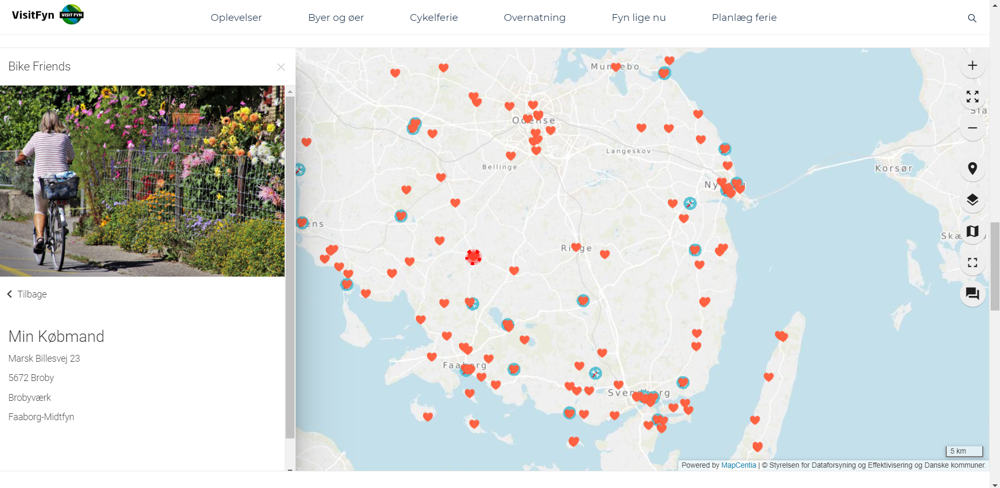 VisitFyn
VISIT FYN
Oplevelser
Byer og øer
Cykelferie
Overnatning
Fyn lige nu
Planlæg ferie
Bike Friends
Tilbage
Min Købmand
Marsk Billesvej 23
5672 Broby
Brobyværk
Faaborg-Midtfyn
Langeskov
Bellinge
Korsør
5 km
Powered by MapCentia | © Styrelsen for Dataforsyning og Effektivisering og Danske kommuner.